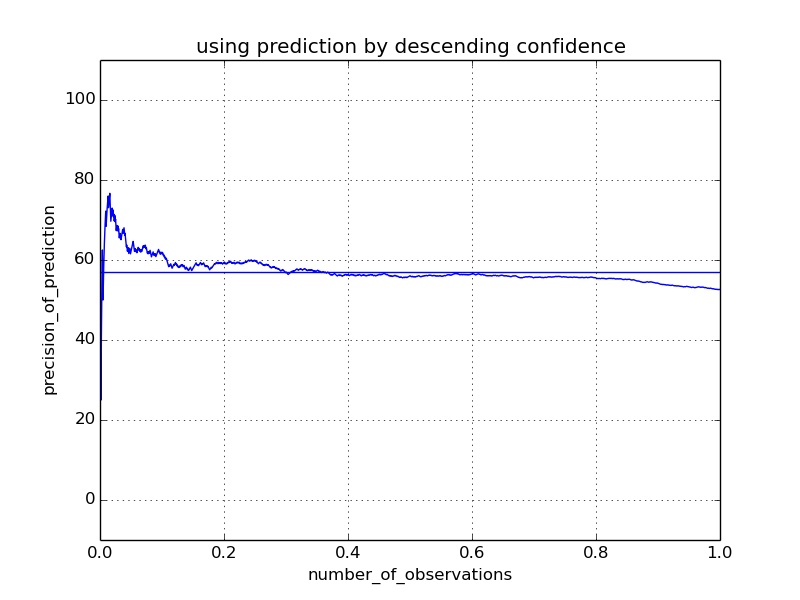 using prediction by descending confidence
precision_of_prediction
100
80
60
40
20
0
0.0 0.2 0.4 0.6 0.8 1.0
number_of_observations